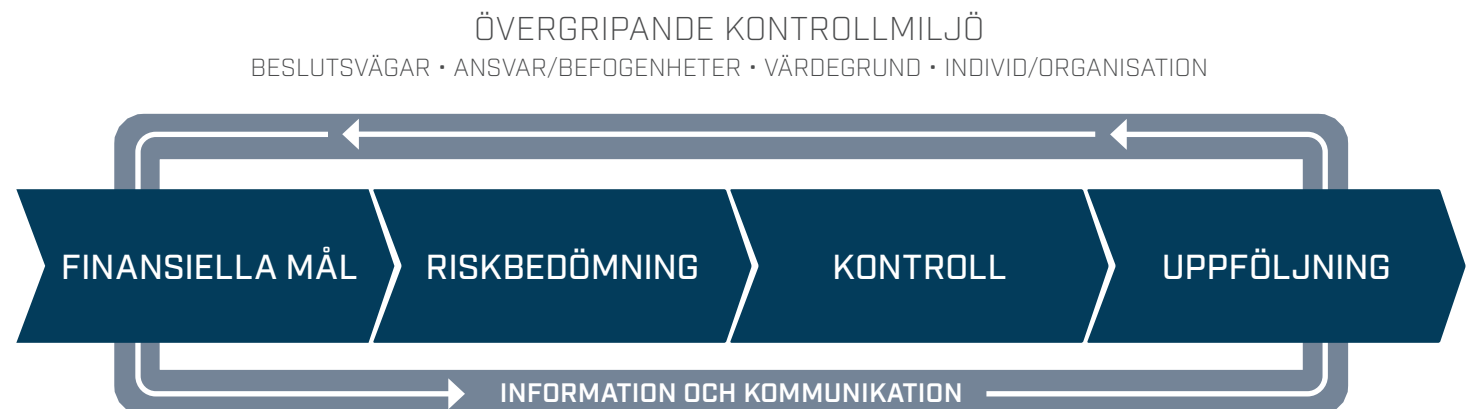 ÖVERGRIPANDE KONTROLLMILJÖ
BESLUTSVÄGAR • ANSVAR/BEFOGENHETER • VÄRDEGRUND • INDIVID/ORGANISATION
FINANSIELLA MÅL
RISKBEDÖMNING
KONTROLL
UPPFÖLJNING
INFORMATION OCH KOMMUNIKATION